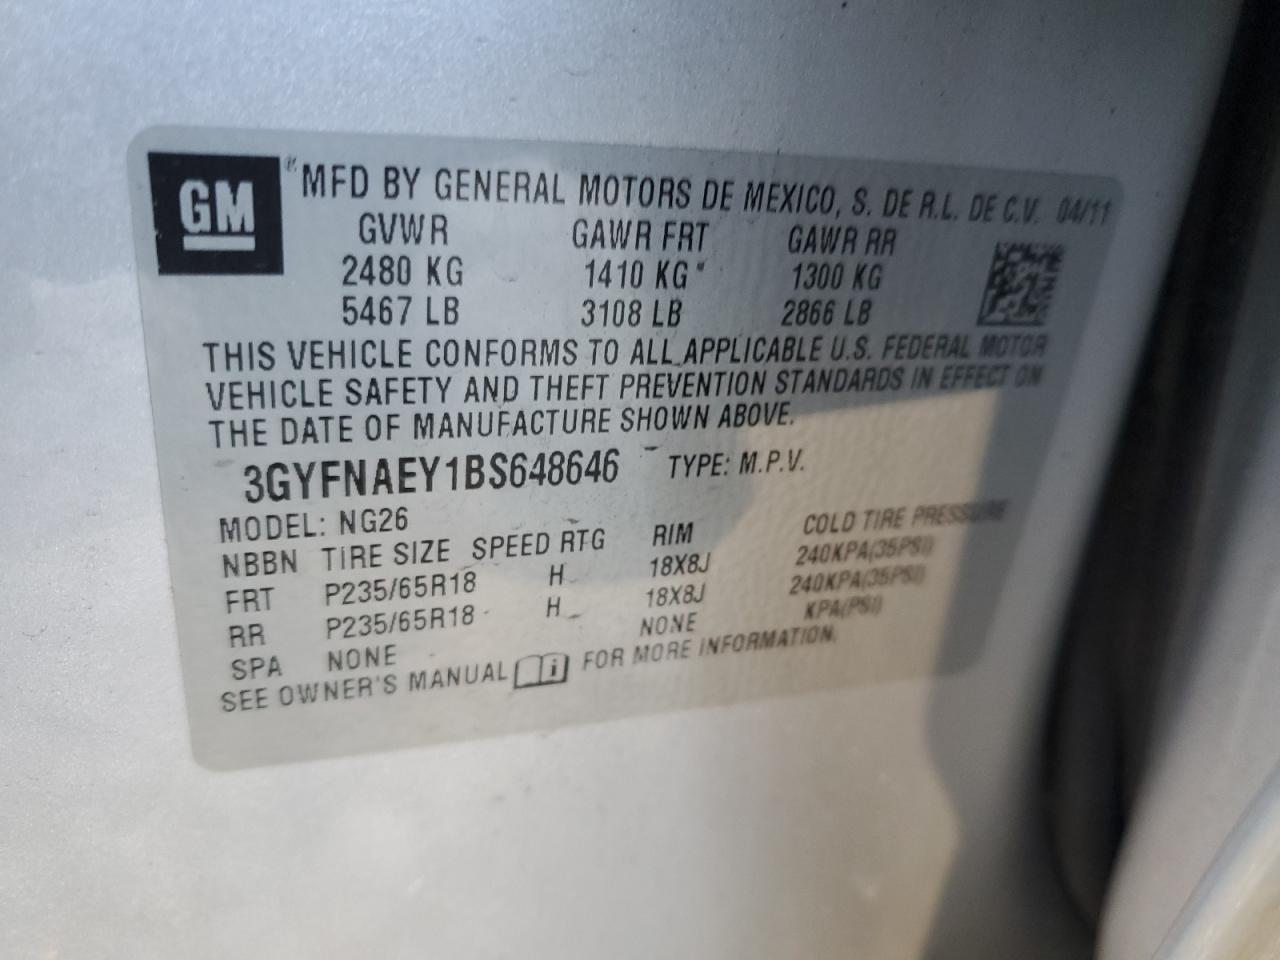 GM
MFD BY GENERAL MOTORS DE MEXICO, S. DE R.L. DE C.V. 04/11
GVWR GAWR FRT GAWR RR
2480 KG 1410 KG 1300 KG
5467 LB 3108 LB 2866 LB
THIS VEHICLE CONFORMS TO ALL APPLICABLE U.S. FEDERAL MOTOR
VEHICLE SAFETY AND THEFT PREVENTION STANDARDS IN EFFECT ON
THE DATE OF MANUFACTURE SHOWN ABOVE.
3GYFNAEY1BS648646 TYPE: M.P.V.
MODEL: NG26
NBBN TIRE SIZE SPEED RTG RIM COLD TIRE PRESSURE
FRT P235/65R18 H 18X8J 240KPA(35PSI)
RR P235/65R18 H 18X8J 240KPA(35PSI)
SPA NONE NONE KPA(PSI)
SEE OWNER'S MANUAL FOR MORE INFORMATION.